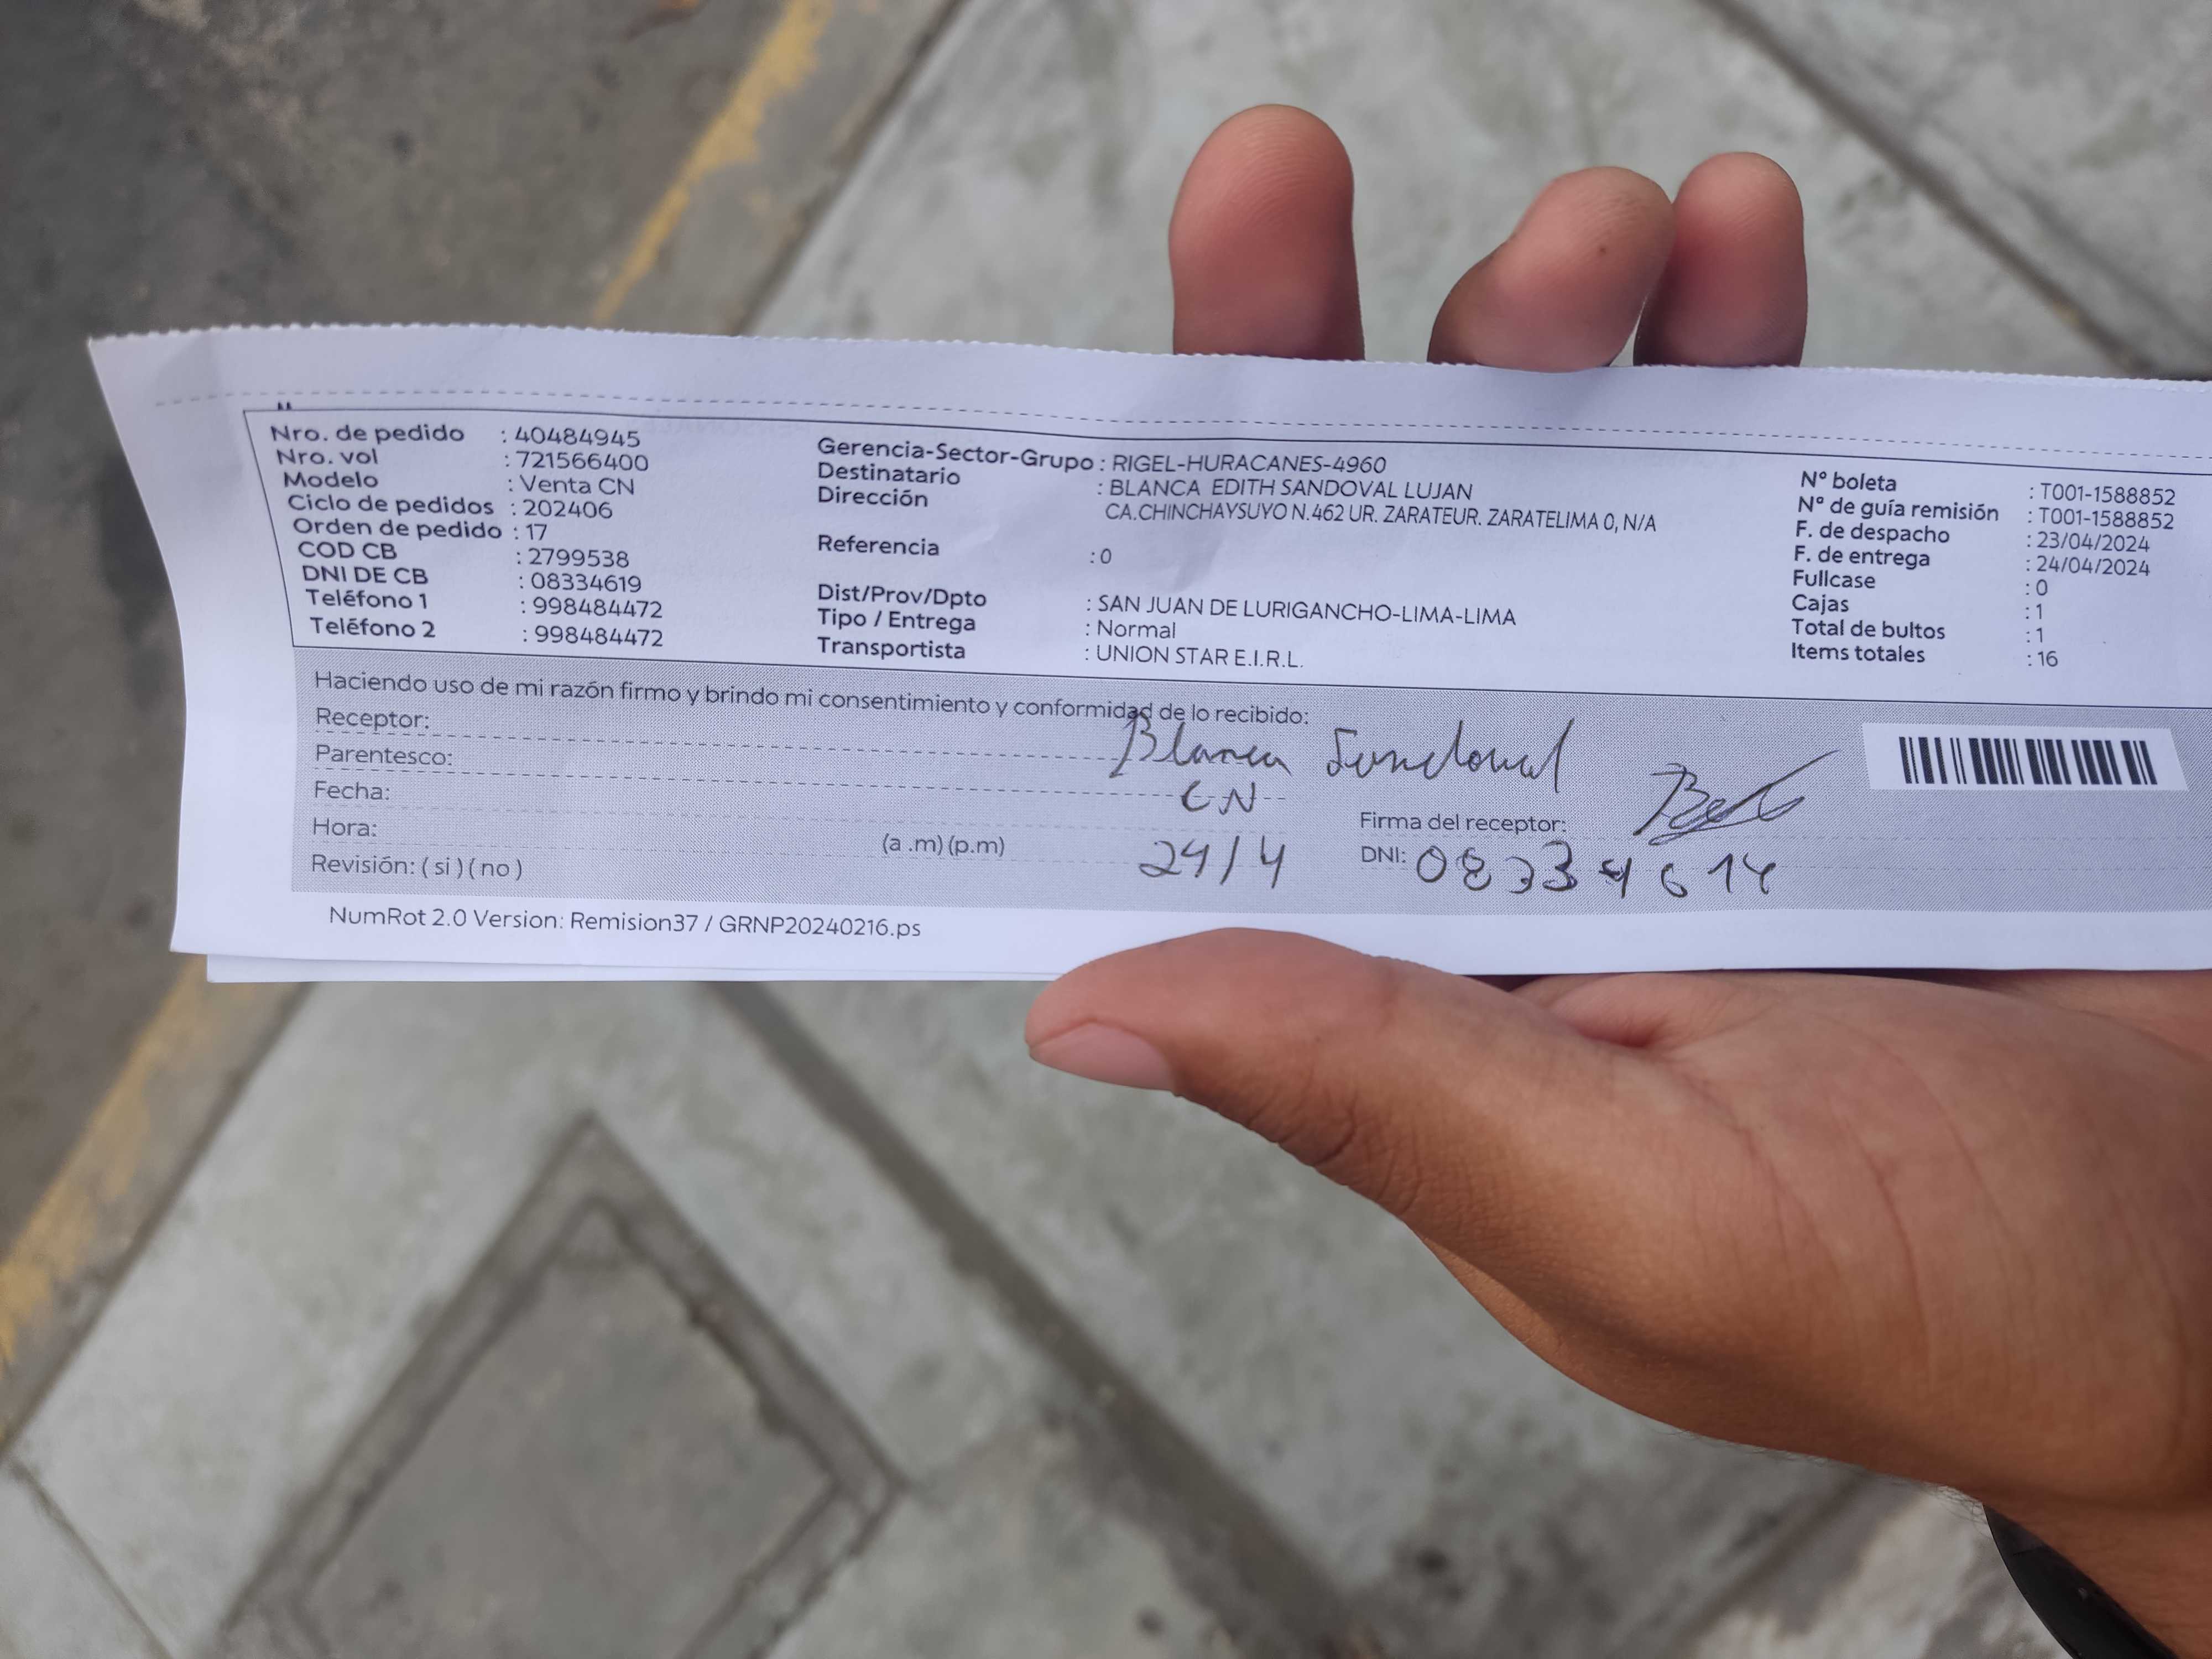 Nro. de pedido : 40484945
Nro. vol : 721566400
Modelo : Venta CN
Ciclo de pedidos : 202406
Orden de pedido : 17
COD CB : 2799538
DNI DE CB : 08334619
Teléfono 1 : 998484472
Teléfono 2 : 998484472
Gerencia-Sector-Grupo : RIGEL-HURACANES-4960
Destinatario : BLANCA EDITH SANDOVAL LUJAN
Dirección CA.CHINCHAYSUYO N.462 UR. ZARATEUR. ZARATELIMA 0, N/A
Referencia : 0
Dist/Prov/Dpto : SAN JUAN DE LURIGANCHO-LIMA-LIMA
Tipo / Entrega : Normal
Transportista : UNION STAR E.I.R.L.
N° boleta : T001-1588852
N° de guía remisión : T001-1588852
F. de despacho : 23/04/2024
F. de entrega : 24/04/2024
Fullcase : 0
Cajas : 1
Total de bultos : 1
Items totales : 16
Haciendo uso de mi razón firmo y brindo mi consentimiento y conformidad de lo recibido:
Receptor: Blanca Sandoval
Parentesco: CN
Fecha: 24/4
Hora: (a .m) (p.m)
Revisión: ( si ) ( no )
Firma del receptor:
DNI: 08334619
NumRot 2.0 Version: Remision37 / GRNP20240216.ps